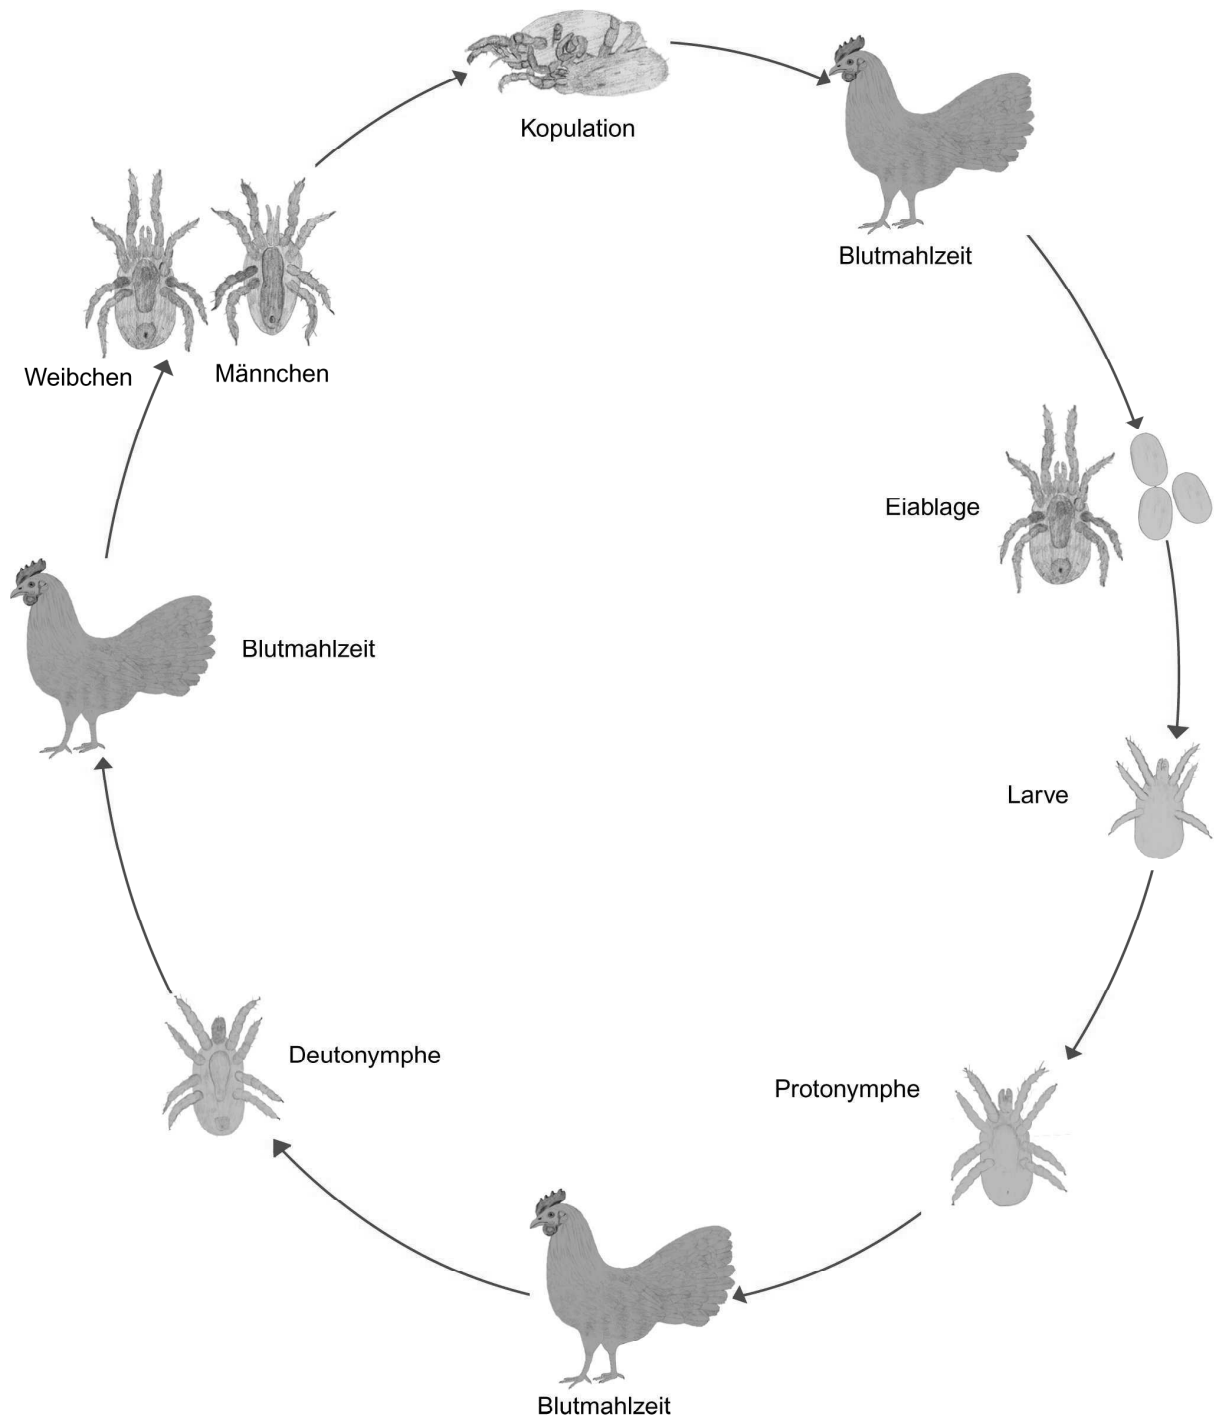 Kopulation
Blutmahlzeit
Weibchen
Männchen
Eiablage
Blutmahlzeit
Larve
Deutonymphe
Protonymphe
Blutmahlzeit